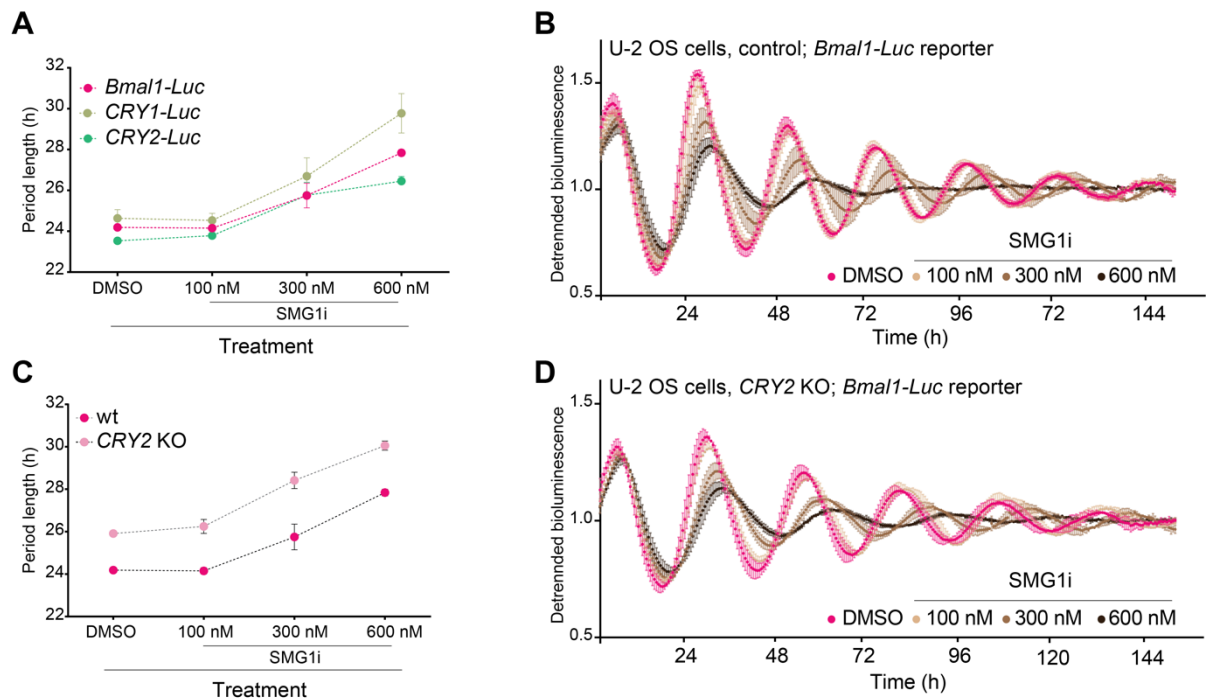 A
32
30
28
26
24
22
Period length (h)
Bmal1-Luc
CRY1-Luc
CRY2-Luc
DMSO 100 nM 300 nM 600 nM
SMG1i
Treatment
B
U-2 OS cells, control; Bmal1-Luc reporter
1.5
1.0
0.5
Detrennded bioluminescence
SMG1i
DMSO 100 nM 300 nM 600 nM
24 48 72 96 72 144
Time (h)
C
32
30
28
26
24
22
Period length (h)
wt
CRY2 KO
DMSO 100 nM 300 nM 600 nM
SMG1i
Treatment
D
U-2 OS cells, CRY2 KO; Bmal1-Luc reporter
1.5
1.0
0.5
Detrennded bioluminescence
SMG1i
DMSO 100 nM 300 nM 600 nM
24 48 72 96 120 144
Time (h)